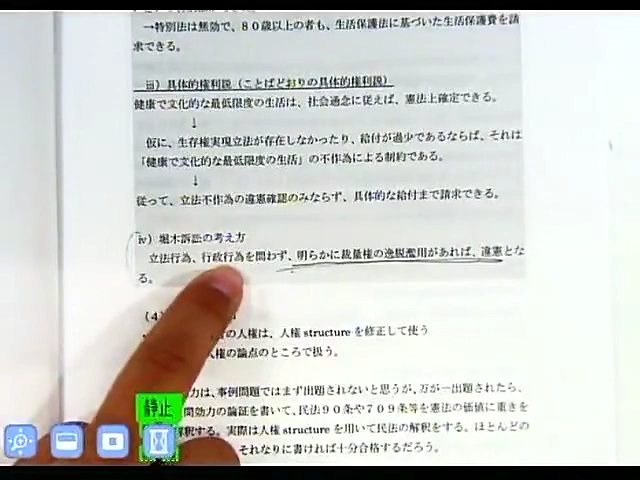 →特別法は無効で、８０歳以上の者も、生活保護法に基づいた生活保護費を請
求できる。
ⅲ）具体的権利説（ことばどおりの具体的権利説）
健康で文化的な最低限度の生活は、社会通念に従えば、憲法上確定できる。
↓
仮に、生存権実現立法が存在しなかったり、給付が過少であるならば、それは
「健康で文化的な最低限度の生活」の不作為による制約である。
↓
従って、立法不作為の違憲確認のみならず、具体的な給付まで請求できる。
ⅳ）堀木訴訟の考え方
立法行為、行政行為を問わず、明らかに裁量権の逸脱濫用があれば、違憲とな
る。
（4）
の人権は、人権 structure を修正して使う
人権の論点のところで扱う。
力は、事例問題ではまず出題されないと思うが、万が一出題されたら、
間効力の論証を書いて、民法９０条や７０９条等を憲法の価値に重きを
解釈する。実際は人権 structure を用いて民法の解釈をする。ほとんどの
それなりに書ければ十分合格するだろう。
静止